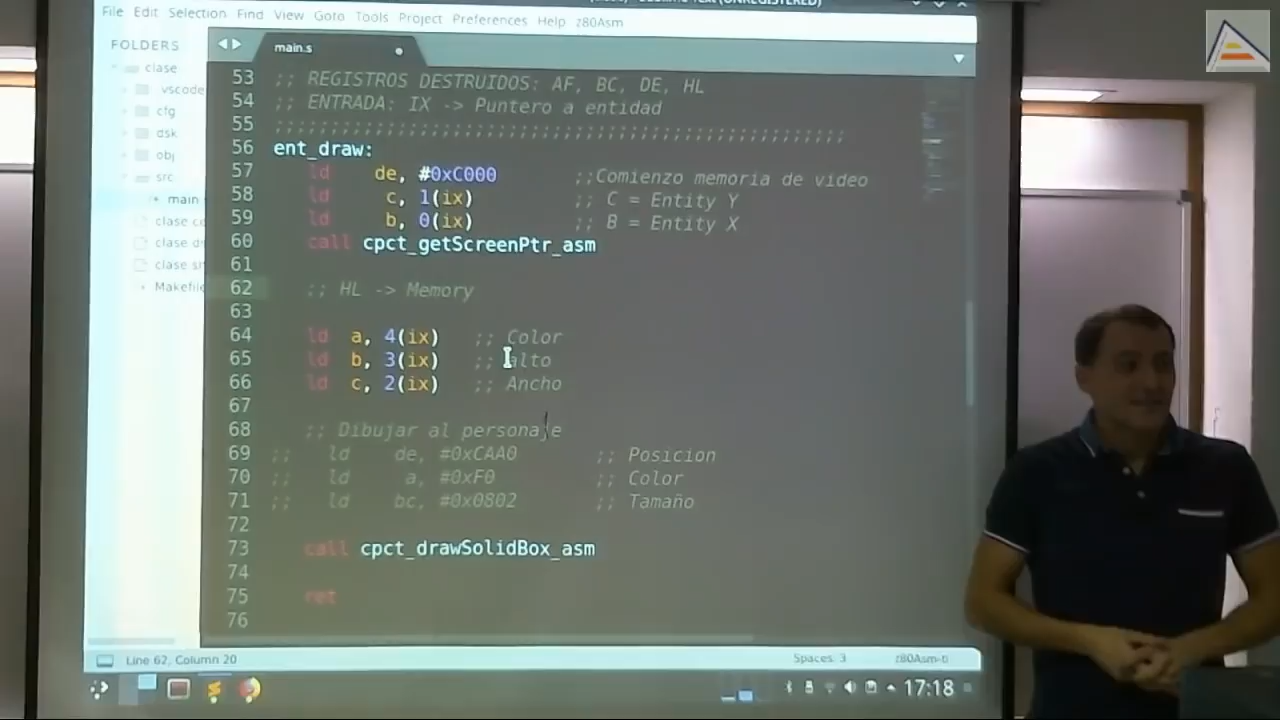 File Edit Selection Find View Goto Tools Project Preferences Help z80Asm
FOLDERS
clase
vscode
cfg
dsk
obj
src
main
clase
clase
clase
Makefile
main.s
53 ;; REGISTROS DESTRUIDOS: AF, BC, DE, HL
54 ;; ENTRADA: IX -> Puntero a entidad
55 ;;;;;;;;;;;;;;;;;;;;;;;;;;;;;;;;;;;;;;;;;;;;;;;;;;;;
56 ent_draw:
57 ld de, #0xC000 ;;Comienzo memoria de video
58 ld c, 1(ix) ;; C = Entity Y
59 ld b, 0(ix) ;; B = Entity X
60 call cpct_getScreenPtr_asm
61
62 ;; HL -> Memory
63
64 ld a, 4(ix) ;; Color
65 ld b, 3(ix) ;; alto
66 ld c, 2(ix) ;; Ancho
67
68 ;; Dibujar al personaje
69 ;; ld de, #0xCAA0 ;; Posicion
70 ;; ld a, #0xF0 ;; Color
71 ;; ld bc, #0x0802 ;; Tamaño
72
73 call cpct_drawSolidBox_asm
74
75 ret
76
Line 62, Column 20
Spaces: 3
17:18